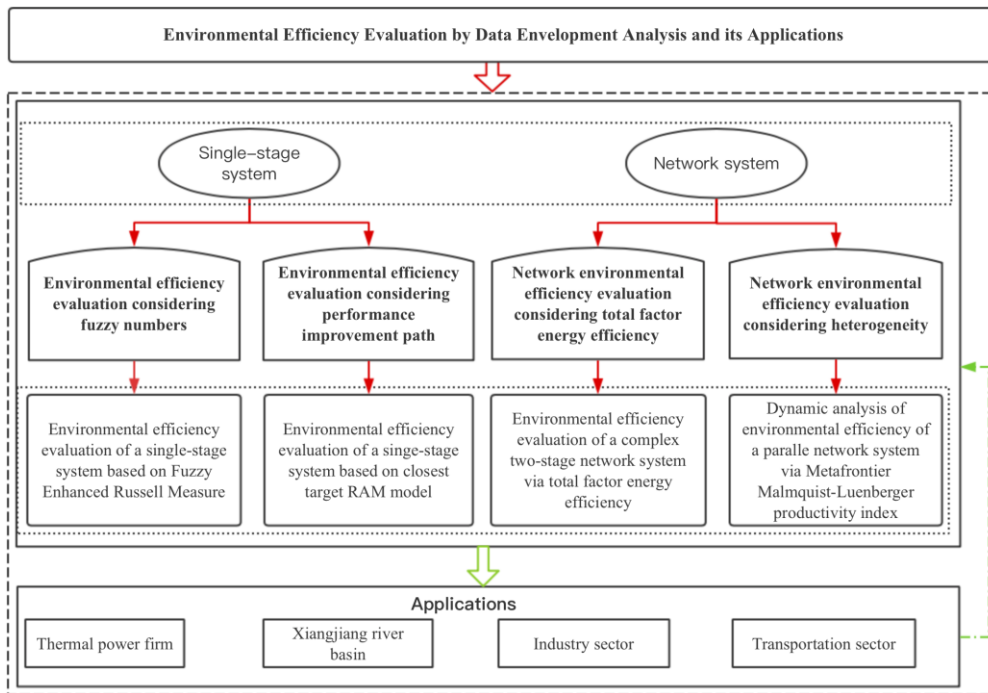 Environmental Efficiency Evaluation by Data Envelopment Analysis and its Applications
Single-stage
system
Network system
Environmental efficiency
evaluation considering
fuzzy numbers
Environmental efficiency
evaluation considering
performance
improvement path
Network environmental
efficiency evaluation
considering total factor
energy efficiency
Network environmental
efficiency evaluation
considering heterogeneity
Environmental efficiency
evaluation of a single-stage
system based on Fuzzy
Enhanced Russell Measure
Environmental efficiency
evaluation of a singe-stage
system based on closest
target RAM model
Environmental efficiency
evaluation of a complex
two-stage network system
via total factor energy
efficiency
Dynamic analysis of
environmental efficiency of
a paralle network system
via Metafrontier
Malmquist-Luenberger
productivity index
Applications
Thermal power firm
Xiangjiang river
basin
Industry sector
Transportation sector